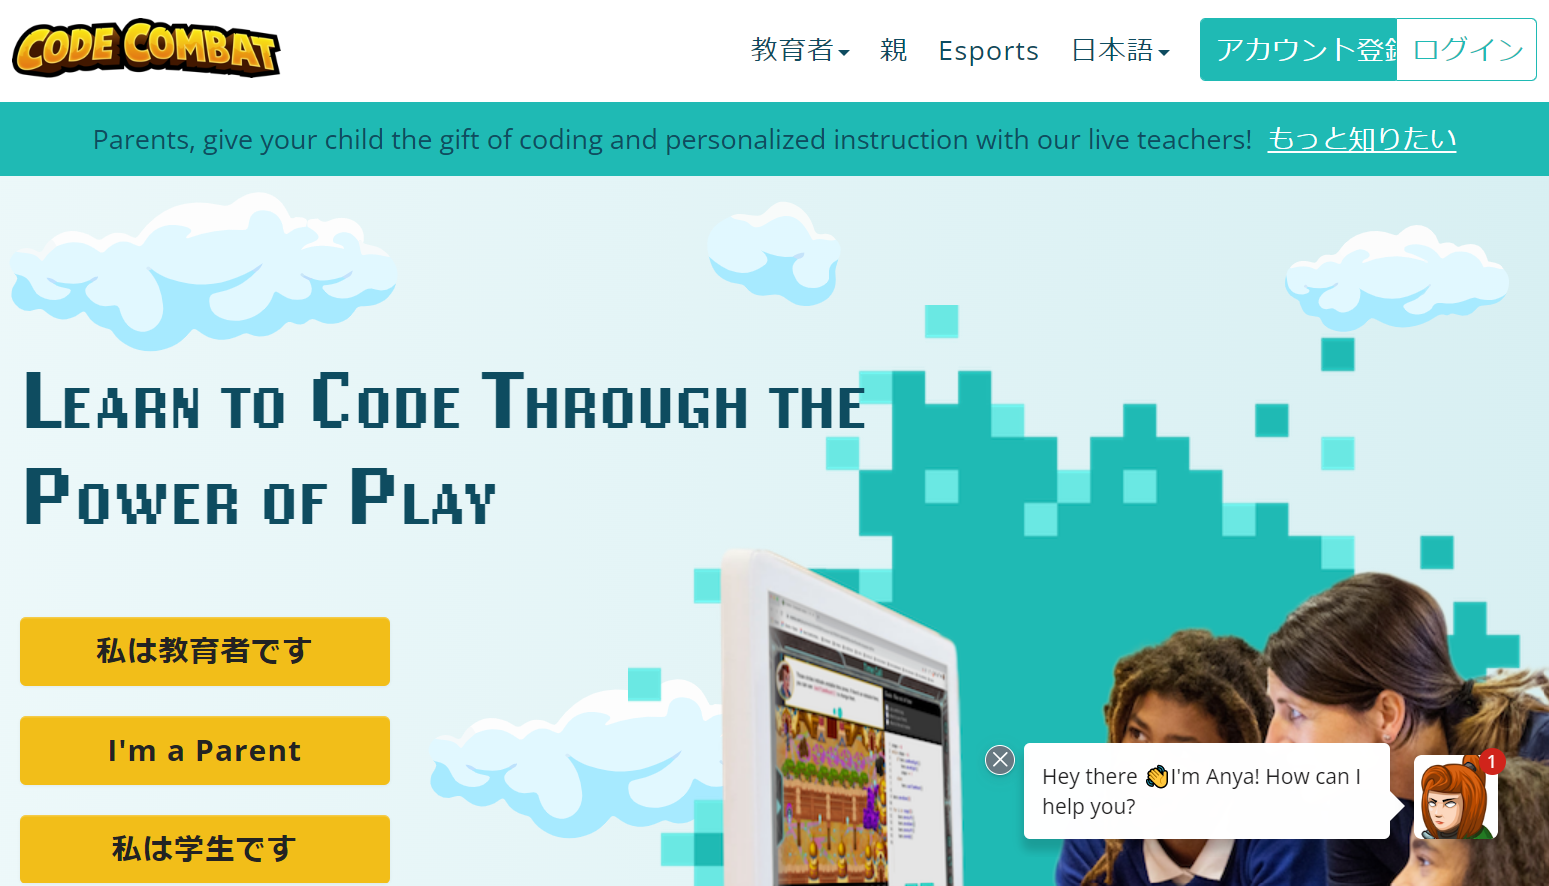 CODE COMBAT
教育者 親 Esports 日本語 アカウント登録 ログイン
Parents, give your child the gift of coding and personalized instruction with our live teachers! もっと知りたい
Learn to Code Through the
Power of Play
私は教育者です
I'm a Parent
私は学生です
Hey there 👋I'm Anya! How can I
help you?
1